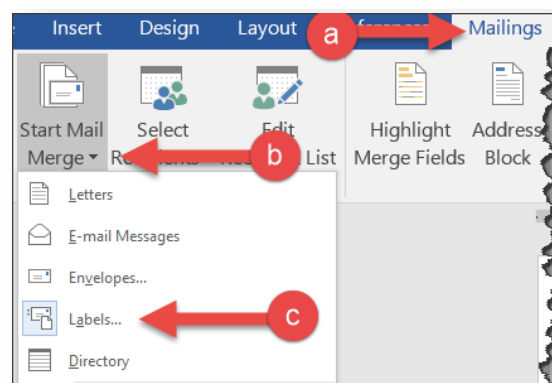 Insert Design Layout a Mailings
Start Mail Select Edit Highlight Address
Merge b List Merge Fields Block
Letters
E-mail Messages
Envelopes...
Labels... c
Directory